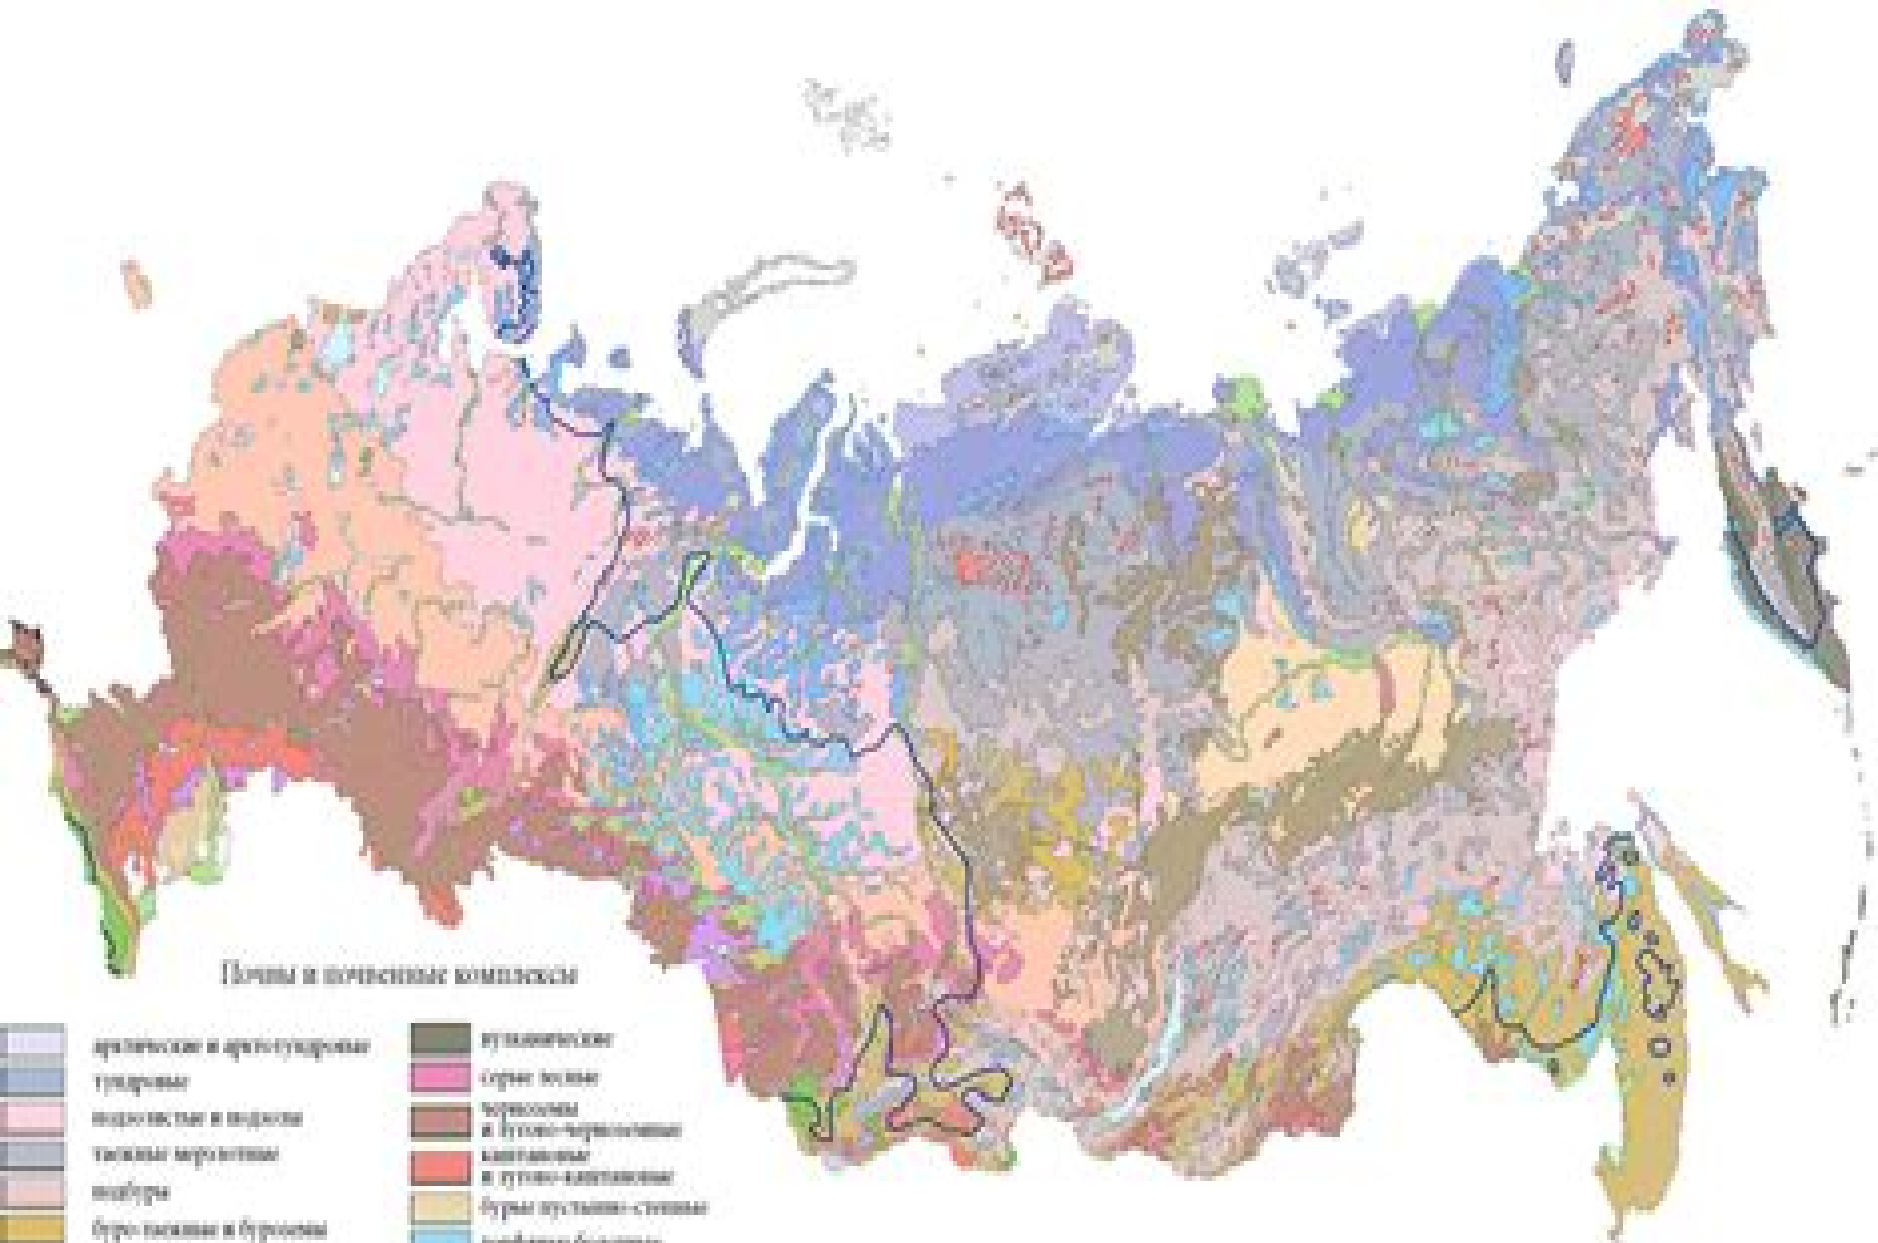 Почвы и почвенные комплексы
арктические и арктотундровые
тундровые
подзолистые и подзолы
таежные мерзлотные
подбуры
буро-таежные и буроземы
вулканические
серые лесные
черноземы
и лугово-черноземные
каштановые
и лугово-каштановые
бурые пустынно-степные